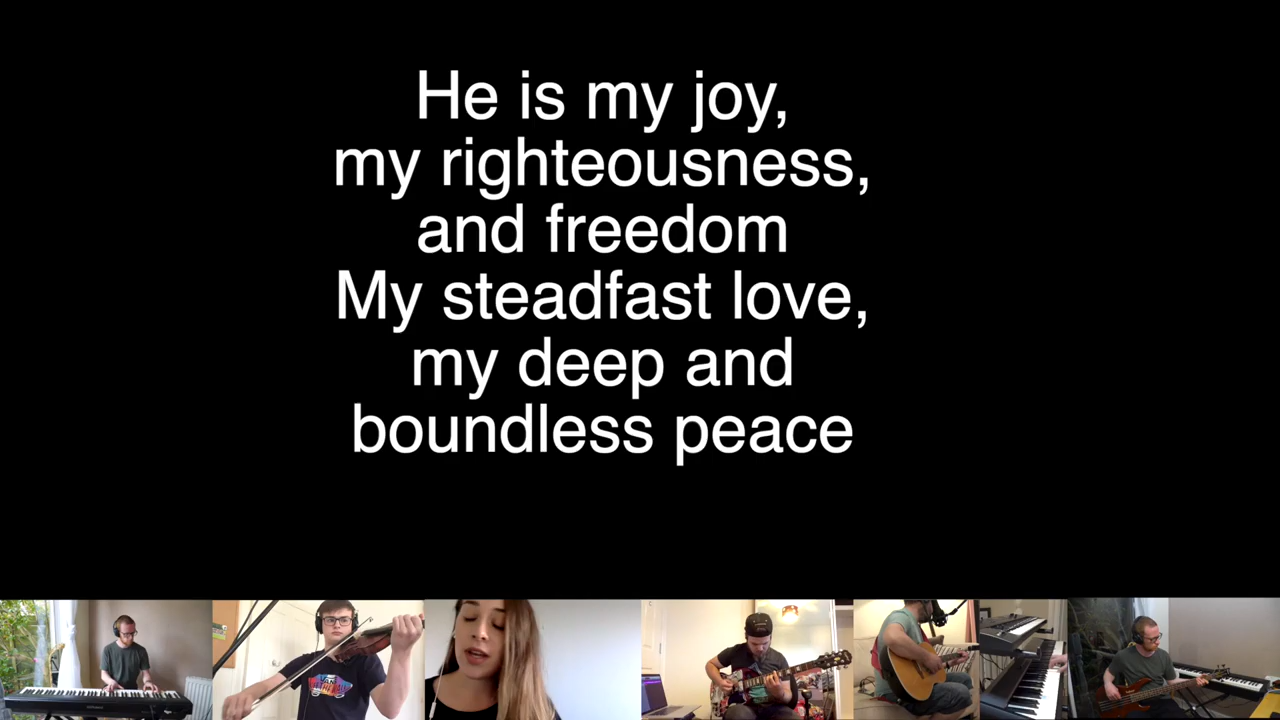 He is my joy,
my righteousness,
and freedom
My steadfast love,
my deep and
boundless peace